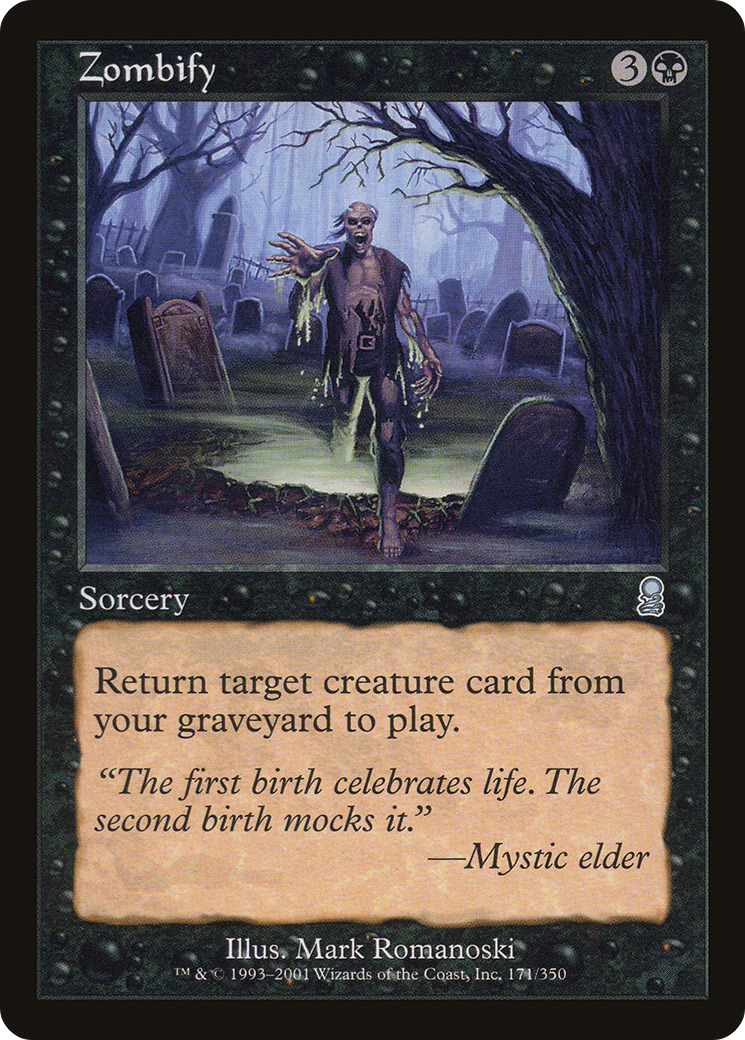 Zombify 3
Sorcery
Return target creature card from
your graveyard to play.
“The first birth celebrates life. The
second birth mocks it.”
—Mystic elder
Illus. Mark Romanoski
™ & © 1993–2001 Wizards of the Coast, Inc. 171/350